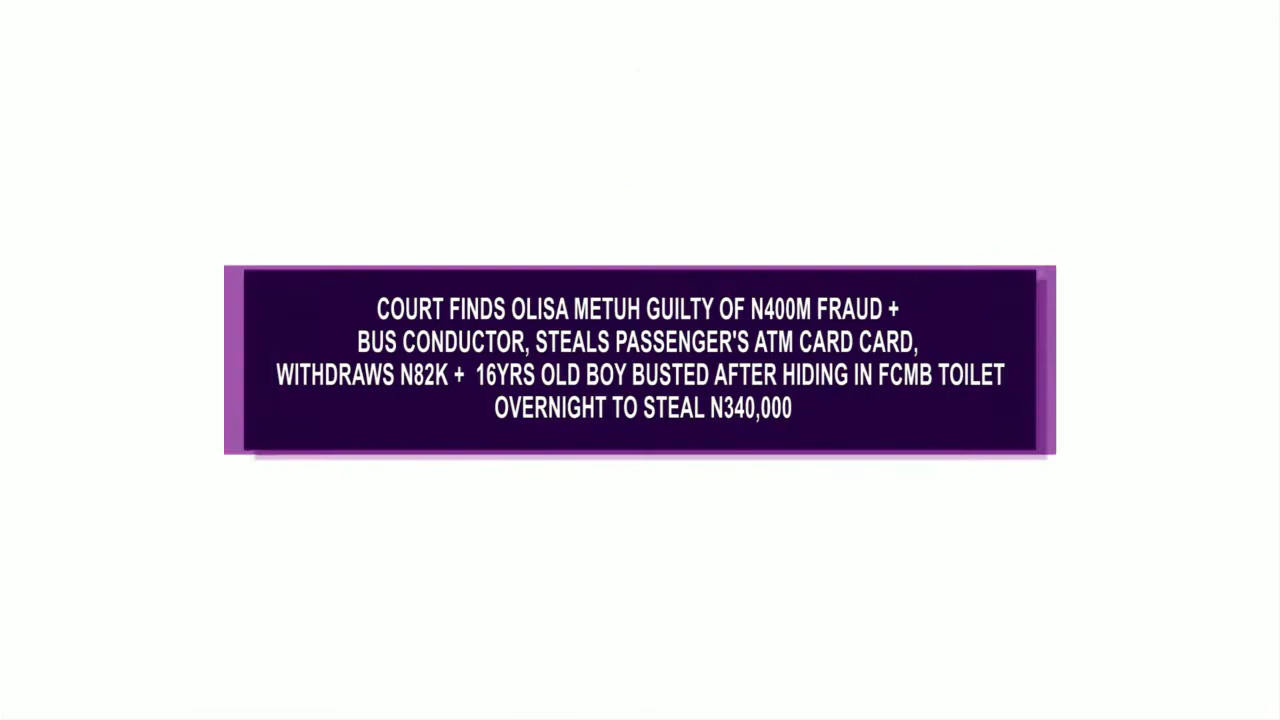 COURT FINDS OLISA METUH GUILTY OF N400M FRAUD +
BUS CONDUCTOR, STEALS PASSENGER'S ATM CARD CARD,
WITHDRAWS N82K + 16YRS OLD BOY BUSTED AFTER HIDING IN FCMB TOILET
OVERNIGHT TO STEAL N340,000